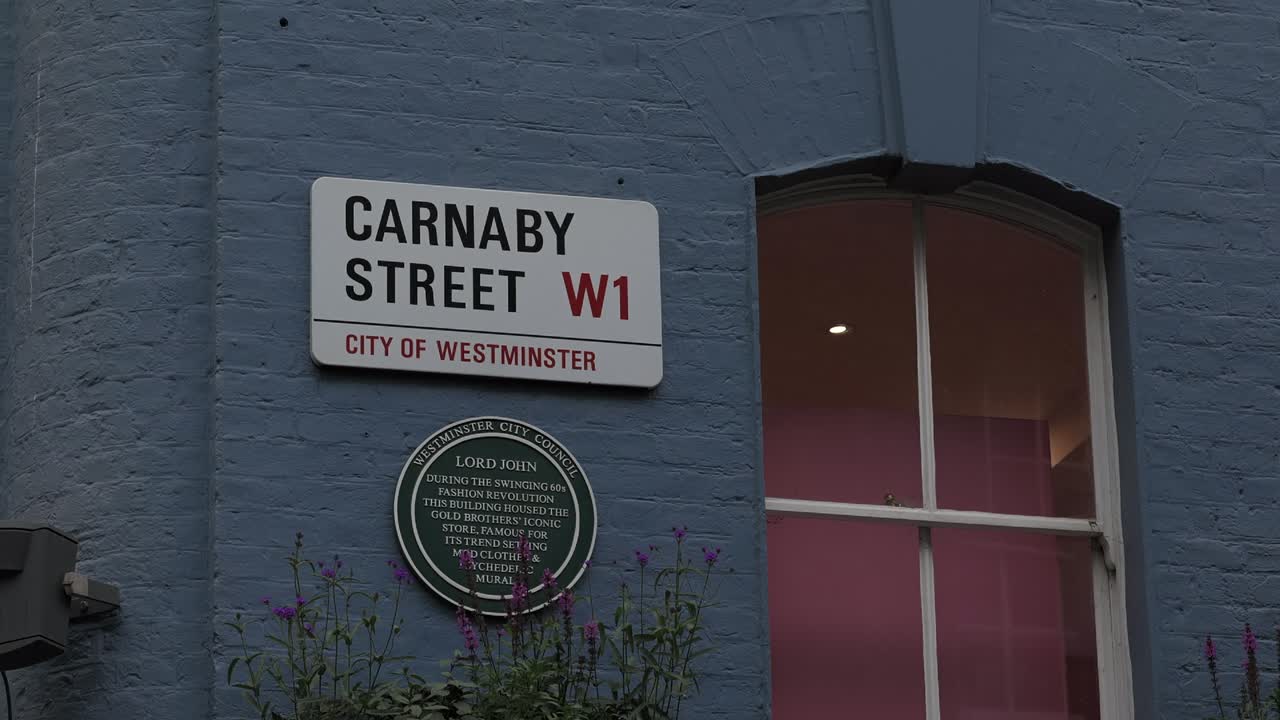 CARNABY
STREET W1
CITY OF WESTMINSTER
WESTMINSTER CITY COUNCIL
LORD JOHN
DURING THE SWINGING 60s
FASHION REVOLUTION
THIS BUILDING HOUSED THE
GOLD BROTHERS' ICONIC
STORE, FAMOUS FOR
ITS TREND
CLOTHES &
MURAL